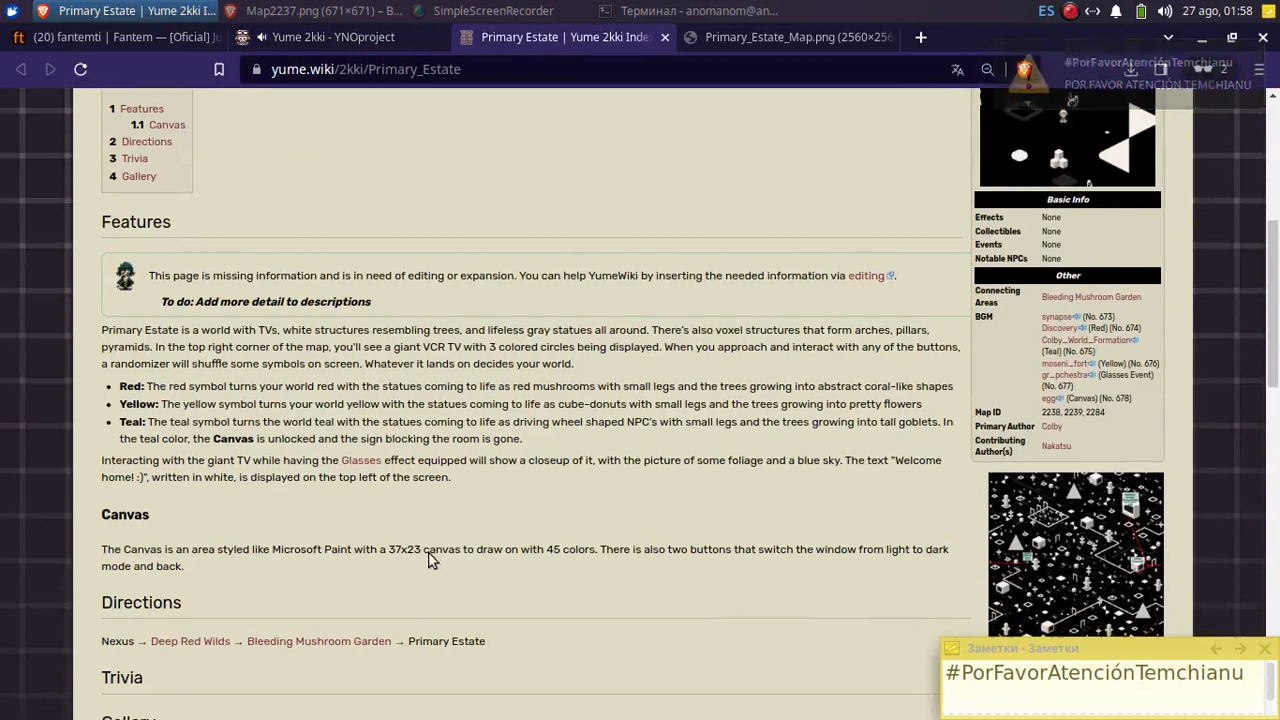 Primary Estate | Yume 2kki I...
Map2237.png (671×671) – B...
SimpleScreenRecorder
Терминал - anomanom@an...
ES
27 ago, 01:58
(20) fantemti | Fantem — [Oficial] Ju
Yume 2kki - YNOproject
Primary Estate | Yume 2kki Inde
Primary_Estate_Map.png (2560×256
yume.wiki/2kki/Primary_Estate
2
#PorFavorAtenciónTemchianu
POR FAVOR ATENCIÓN TEMCHIANU
1 Features
1.1 Canvas
2 Directions
3 Trivia
4 Gallery
Features
This page is missing information and is in need of editing or expansion. You can help YumeWiki by inserting the needed information via editing.
To do: Add more detail to descriptions
Primary Estate is a world with TVs, white structures resembling trees, and lifeless gray statues all around. There's also voxel structures that form arches, pillars,
pyramids. In the top right corner of the map, you'll see a giant VCR TV with 3 colored circles being displayed. When you approach and interact with any of the buttons,
a randomizer will shuffle some symbols on screen. Whatever it lands on decides your world.
Red: The red symbol turns your world red with the statues coming to life as red mushrooms with small legs and the trees growing into abstract coral-like shapes
Yellow: The yellow symbol turns your world yellow with the statues coming to life as cube-donuts with small legs and the trees growing into pretty flowers
Teal: The teal symbol turns the world teal with the statues coming to life as driving wheel shaped NPC's with small legs and the trees growing into tall goblets. In
the teal color, the Canvas is unlocked and the sign blocking the room is gone.
Interacting with the giant TV while having the Glasses effect equipped will show a closeup of it, with the picture of some foliage and a blue sky. The text "Welcome
home! :)", written in white, is displayed on the top left of the screen.
Canvas
The Canvas is an area styled like Microsoft Paint with a 37x23 canvas to draw on with 45 colors. There is also two buttons that switch the window from light to dark
mode and back.
Directions
Nexus → Deep Red Wilds → Bleeding Mushroom Garden → Primary Estate
Trivia
Gallery
Basic Info
Effects None
Collectibles None
Events None
Notable NPCs None
Other
Connecting
Areas Bleeding Mushroom Garden
BGM synapse (No. 673)
Discovery (Red) (No. 674)
Colby_World_Formation
(Teal) (No. 675)
moseni_fort (Yellow) (No. 676)
gr_pchestra (Glasses Event)
(No. 677)
egg (Canvas) (No. 678)
Map ID 2238, 2239, 2284
Primary Author Colby
Contributing
Author(s) Nakatsu
Заметки - Заметки
#PorFavorAtenciónTemchianu